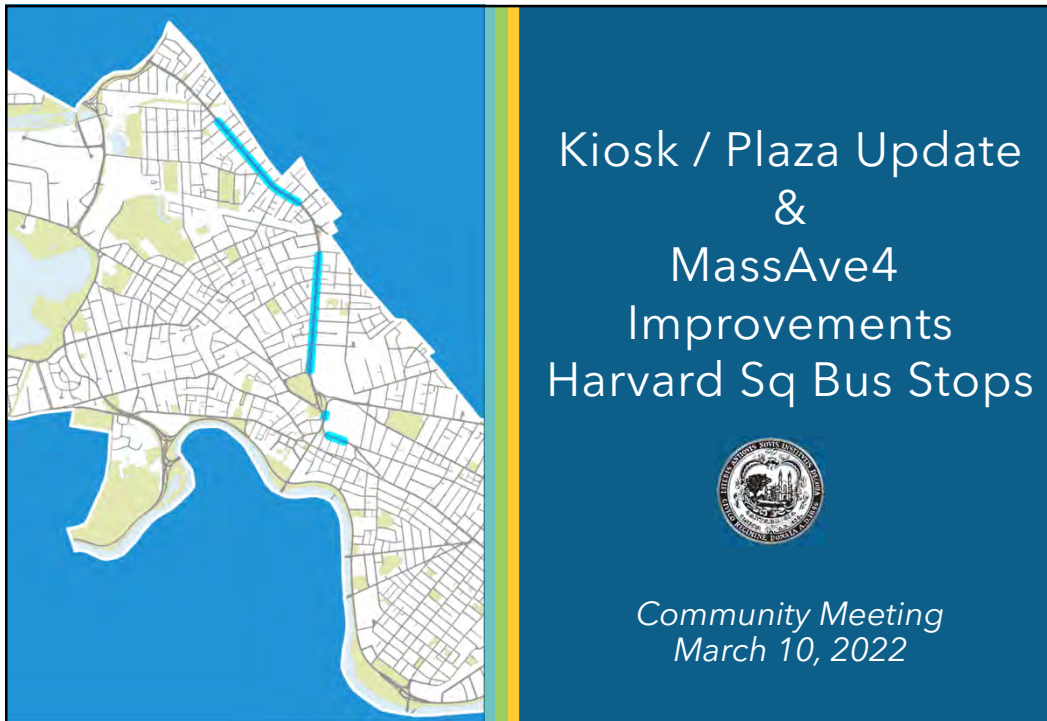 Kiosk / Plaza Update
&
MassAve4
Improvements
Harvard Sq Bus Stops
Community Meeting
March 10, 2022